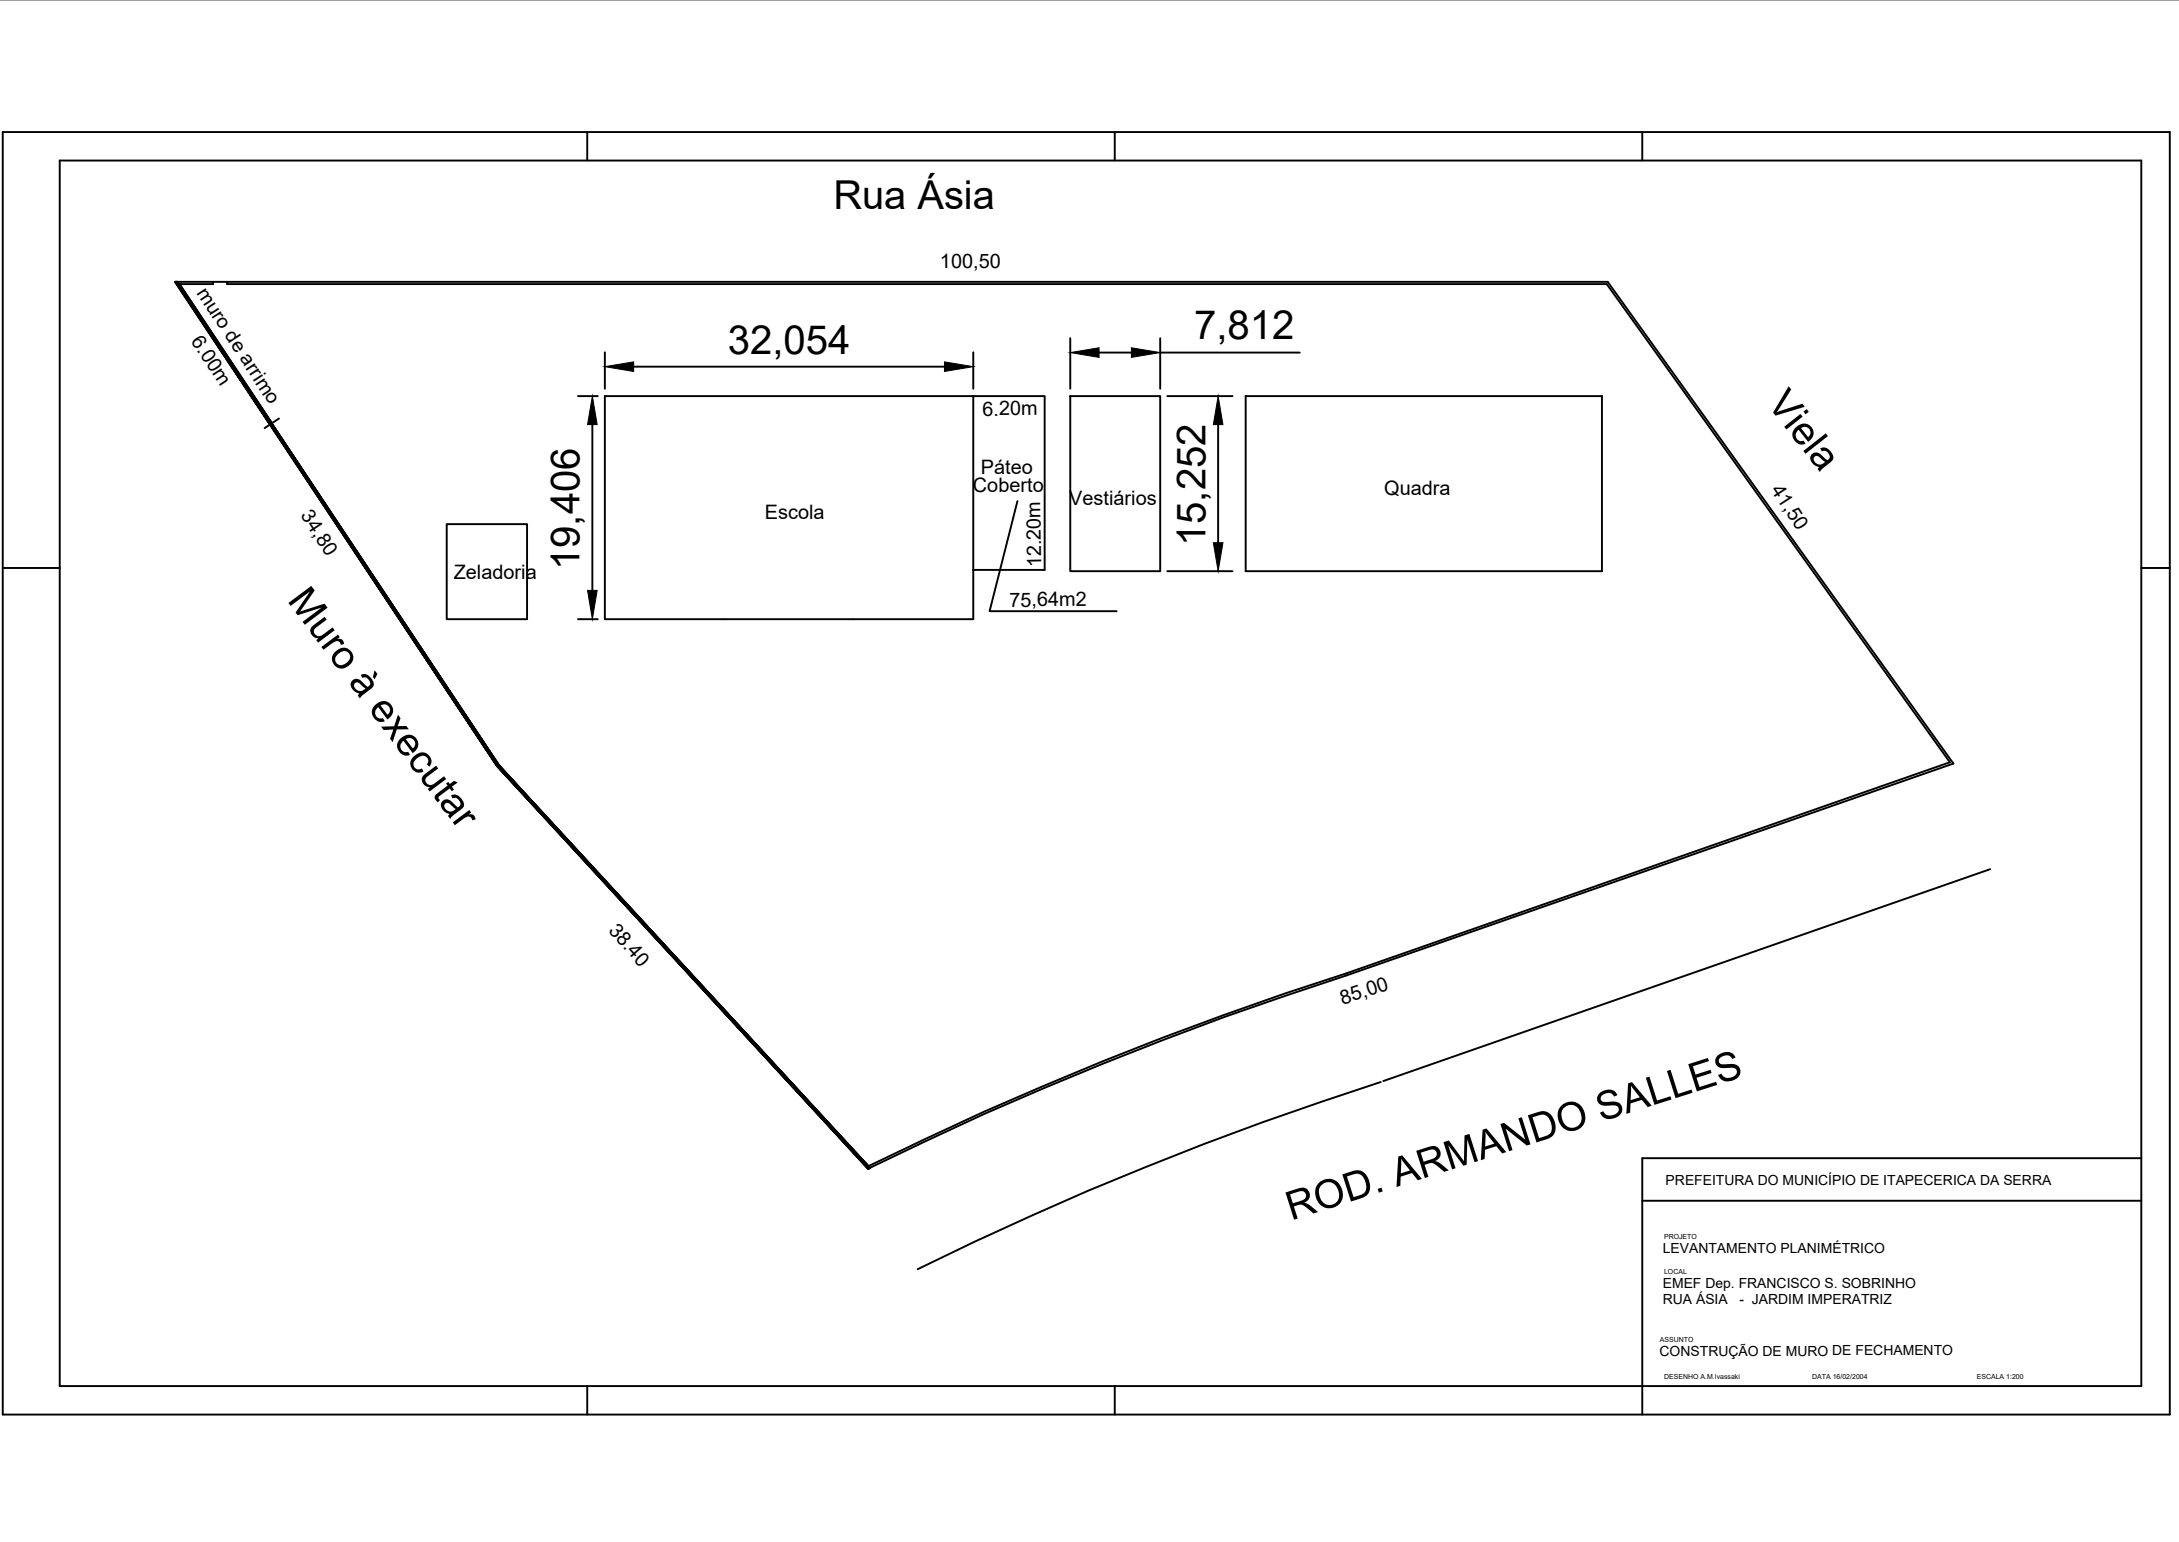 Rua Ásia
100,50
muro de arrimo
6.00m
32,054
7,812
6.20m
Viela
19,406
Páteo
Coberto
Escola
12.20m
Vestiários
15,252
Quadra
41,50
34,80
Zeladoria
75,64m2
Muro à executar
38.40
85,00
ROD. ARMANDO SALLES
PREFEITURA DO MUNICÍPIO DE ITAPECERICA DA SERRA
PROJETO
LEVANTAMENTO PLANIMÉTRICO
LOCAL
EMEF Dep. FRANCISCO S. SOBRINHO
RUA ÁSIA - JARDIM IMPERATRIZ
ASSUNTO
CONSTRUÇÃO DE MURO DE FECHAMENTO
DESENHO A.M.Ivassaki DATA 16/02/2004 ESCALA 1:200